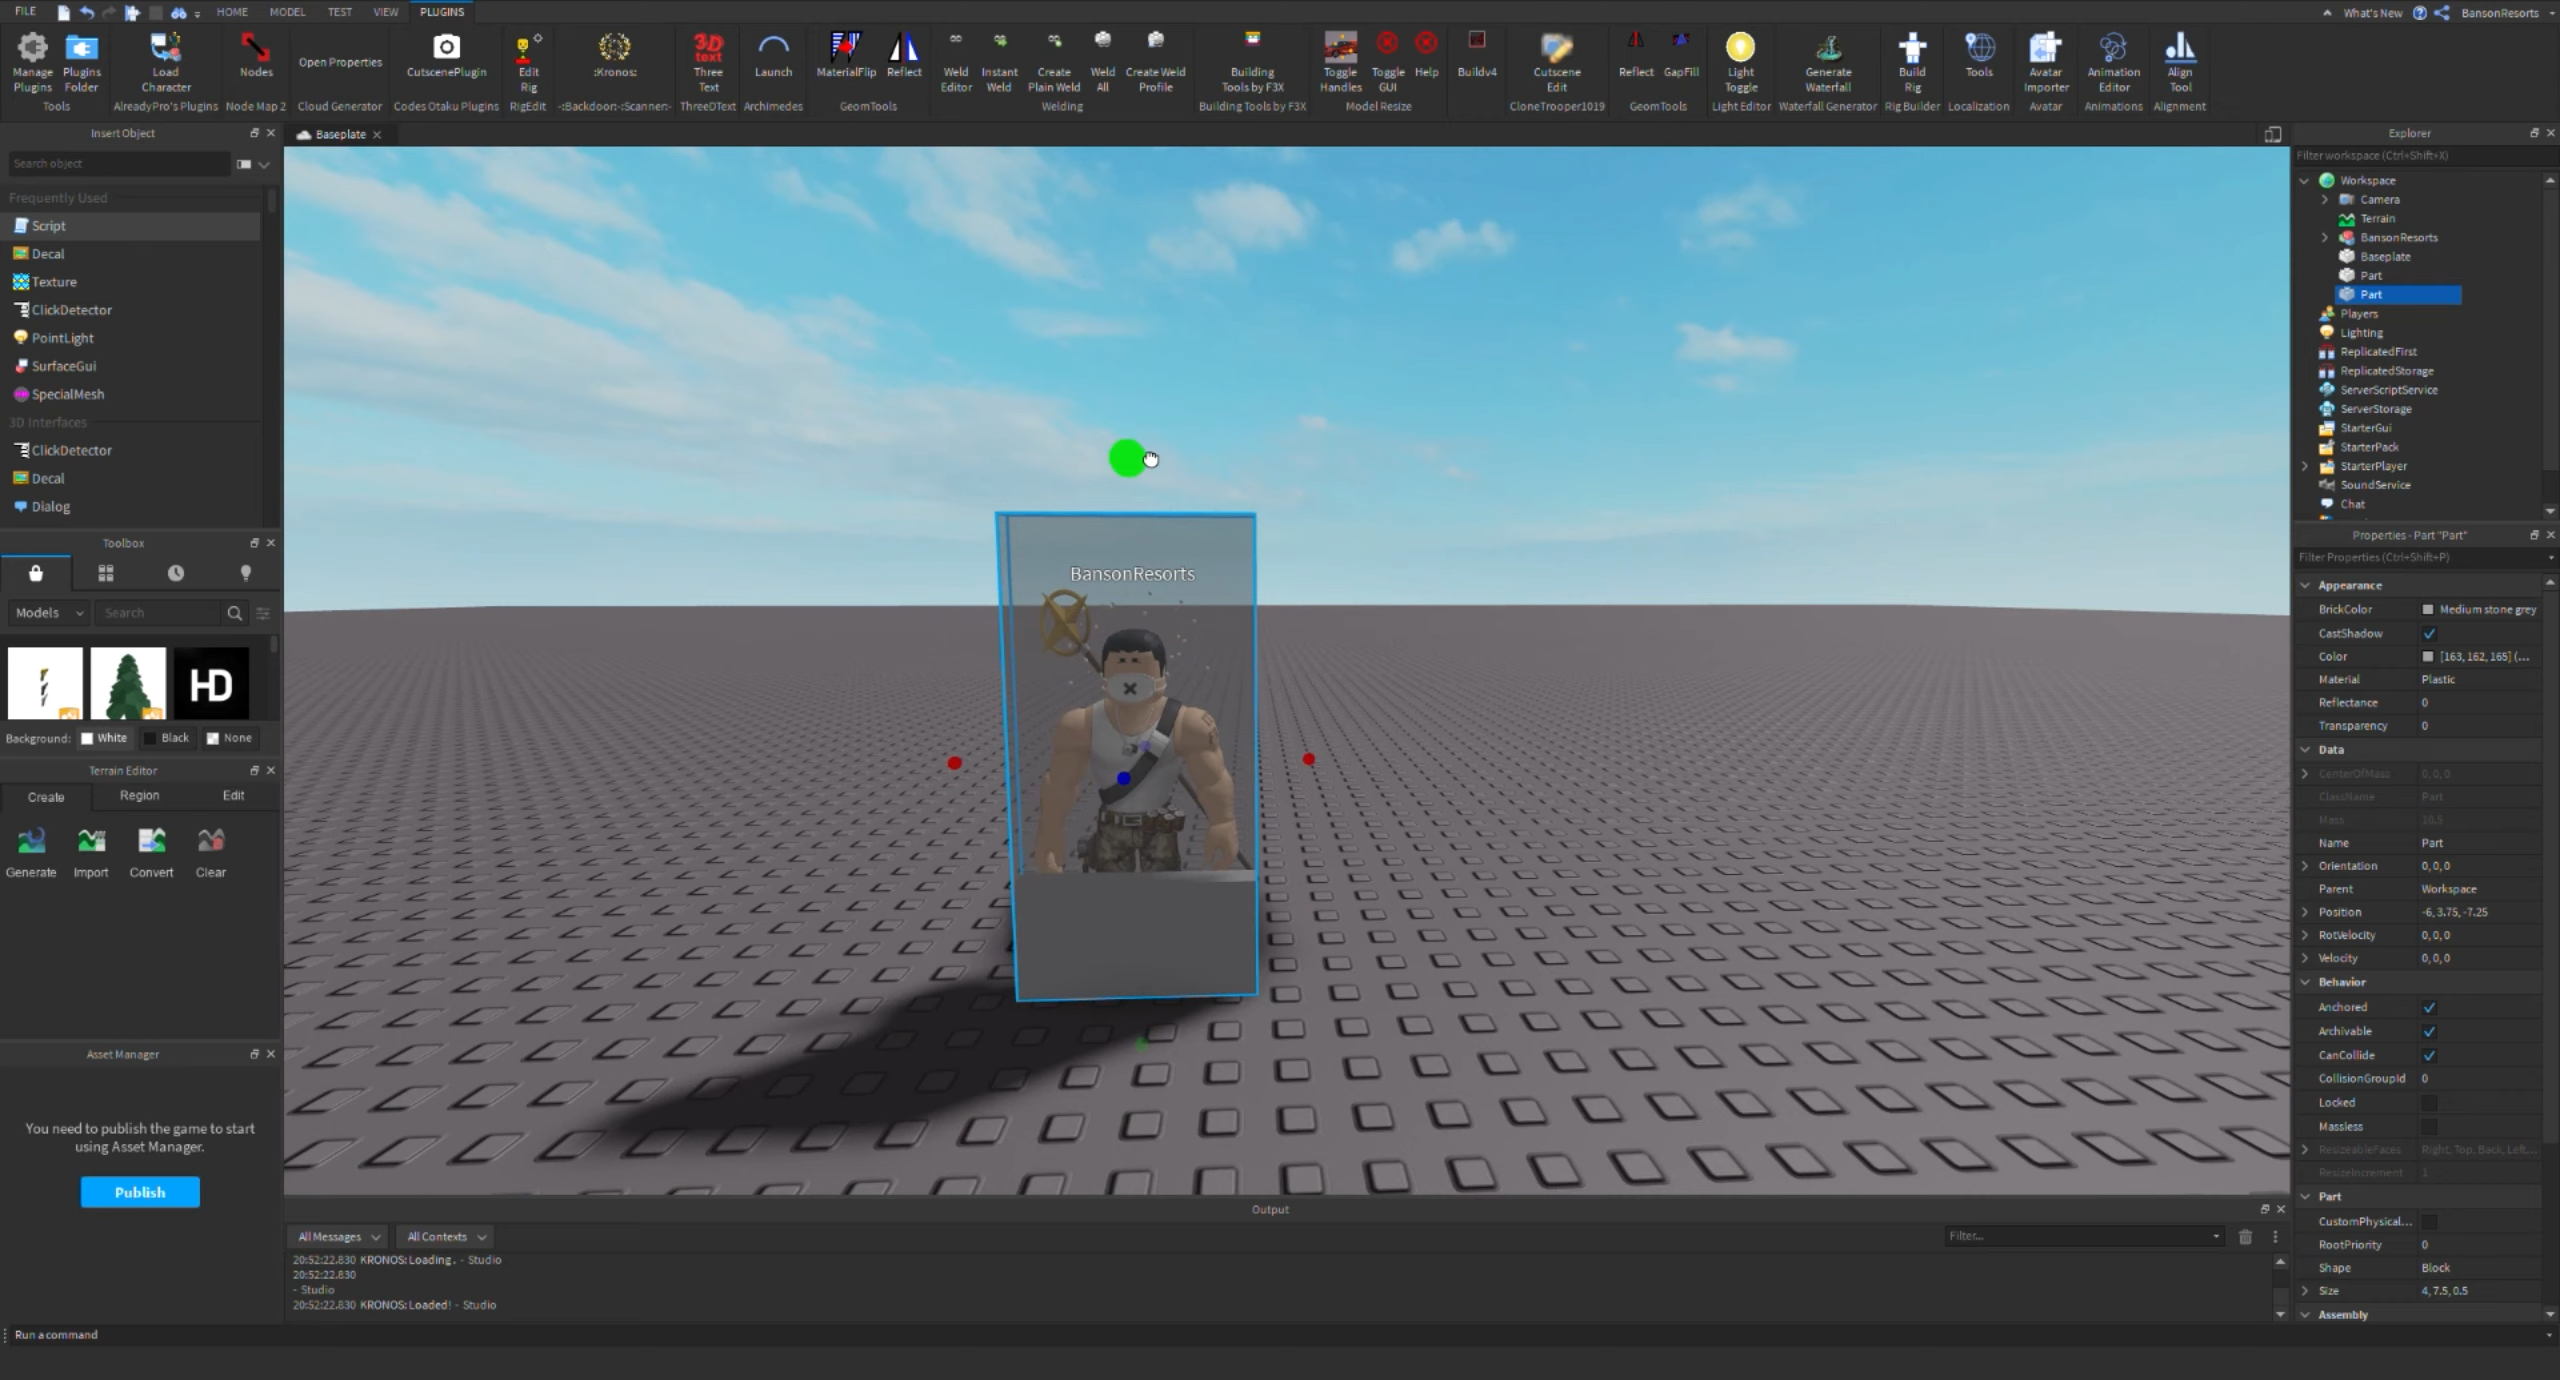 FILE HOME MODEL TEST VIEW PLUGINS What's New BansonResorts
Manage Plugins
Plugins Folder
Tools
Load Character
AlreadyPro's Plugins
Nodes
Node Map 2
Open Properties
Cloud Generator
CutscenePlugin
Codes Otaku Plugins
Edit Rig
RigEdit
:Kronos:
-:Backdoor:-:Scanner:-
3D text
Three Text
ThreeDText
Launch
Archimedes
MaterialFlip
Reflect
GeomTools
Weld Editor
Instant Weld
Create Plain Weld
Weld All
Create Weld Profile
Welding
Building Tools by F3X
Building Tools by F3X
Toggle Handles
Toggle GUI
Help
Model Resize
Buildv4
Cutscene Edit
CloneTrooper1019
Reflect
GapFill
GeomTools
Light Toggle
Light Editor
Generate Waterfall
Waterfall Generator
Build Rig
Rig Builder
Tools
Localization
Avatar Importer
Avatar
Animation Editor
Animations
Align Tool
Alignment
Insert Object
Search object
Frequently Used
Script
Decal
Texture
ClickDetector
PointLight
SurfaceGui
SpecialMesh
3D Interfaces
ClickDetector
Decal
Dialog
Toolbox
Models Search
HD
Background: White Black None
Terrain Editor
Create Region Edit
Generate Import Convert Clear
Asset Manager
You need to publish the game to start
using Asset Manager.
Publish
Baseplate
BansonResorts
Output
All Messages All Contexts Filter...
20:52:22.830 KRONOS:Loading. - Studio
20:52:22.830
- Studio
20:52:22.830 KRONOS:Loaded! - Studio
Run a command
Explorer
Filter workspace (Ctrl+Shift+X)
Workspace
Camera
Terrain
BansonResorts
Baseplate
Part
Part
Players
Lighting
ReplicatedFirst
ReplicatedStorage
ServerScriptService
ServerStorage
StarterGui
StarterPack
StarterPlayer
SoundService
Chat
Properties - Part "Part"
Filter Properties (Ctrl+Shift+P)
Appearance
BrickColor Medium stone grey
CastShadow
Color [163, 162, 165] (...
Material Plastic
Reflectance 0
Transparency 0
Data
CenterOfMass 0, 0, 0
ClassName Part
Mass 10.5
Name Part
Orientation 0, 0, 0
Parent Workspace
Position -6, 3.75, -7.25
RotVelocity 0, 0, 0
Velocity 0, 0, 0
Behavior
Anchored
Archivable
CanCollide
CollisionGroupId 0
Locked
Massless
ResizeableFaces Right, Top, Back, Left,...
ResizeIncrement 1
Part
CustomPhysical...
RootPriority 0
Shape Block
Size 4, 7.5, 0.5
Assembly